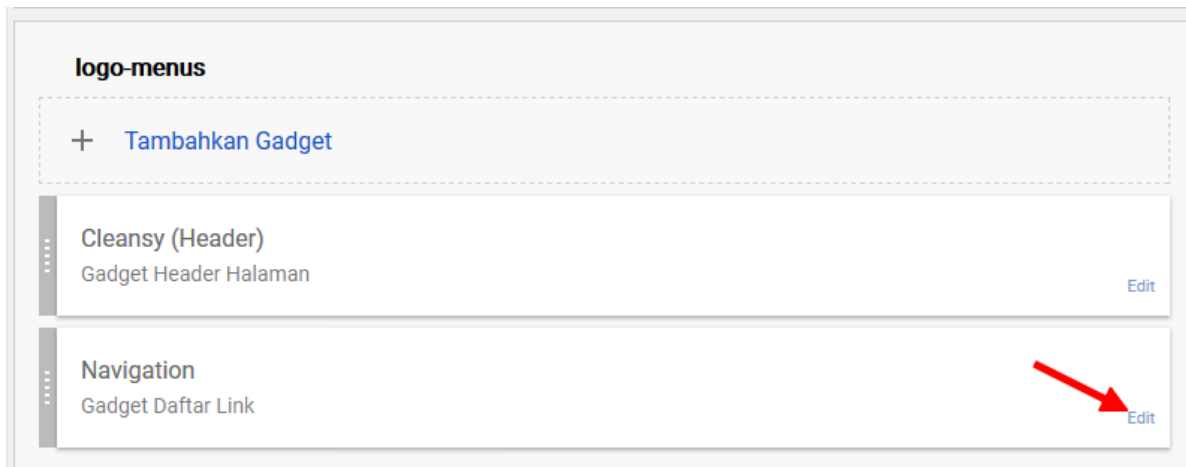 logo-menus
+ Tambahkan Gadget
Cleansy (Header)
Gadget Header Halaman
Edit
Navigation
Gadget Daftar Link
Edit